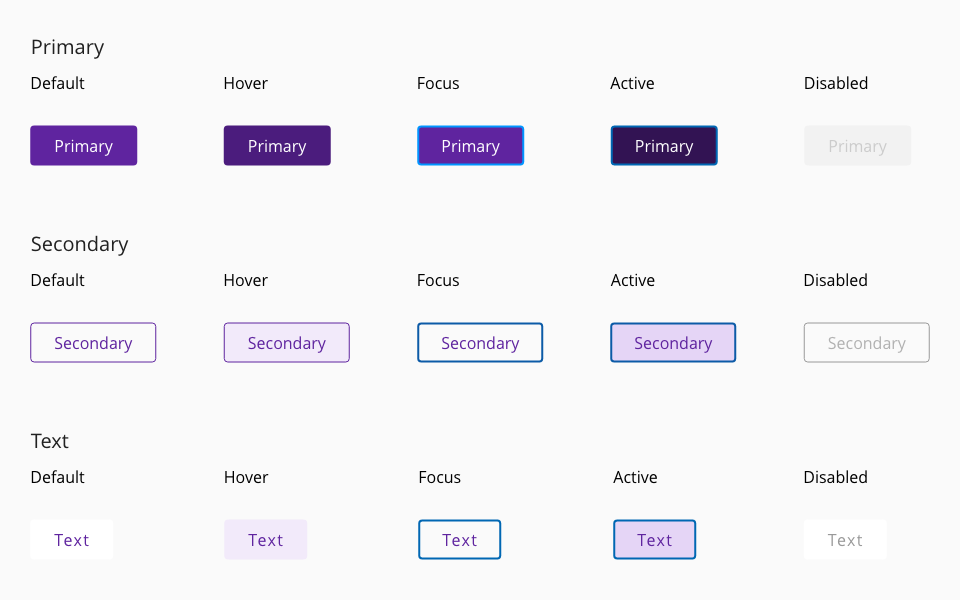 Primary
Default Hover Focus Active Disabled
Primary Primary Primary Primary Primary
Secondary
Default Hover Focus Active Disabled
Secondary Secondary Secondary Secondary Secondary
Text
Default Hover Focus Active Disabled
Text Text Text Text Text